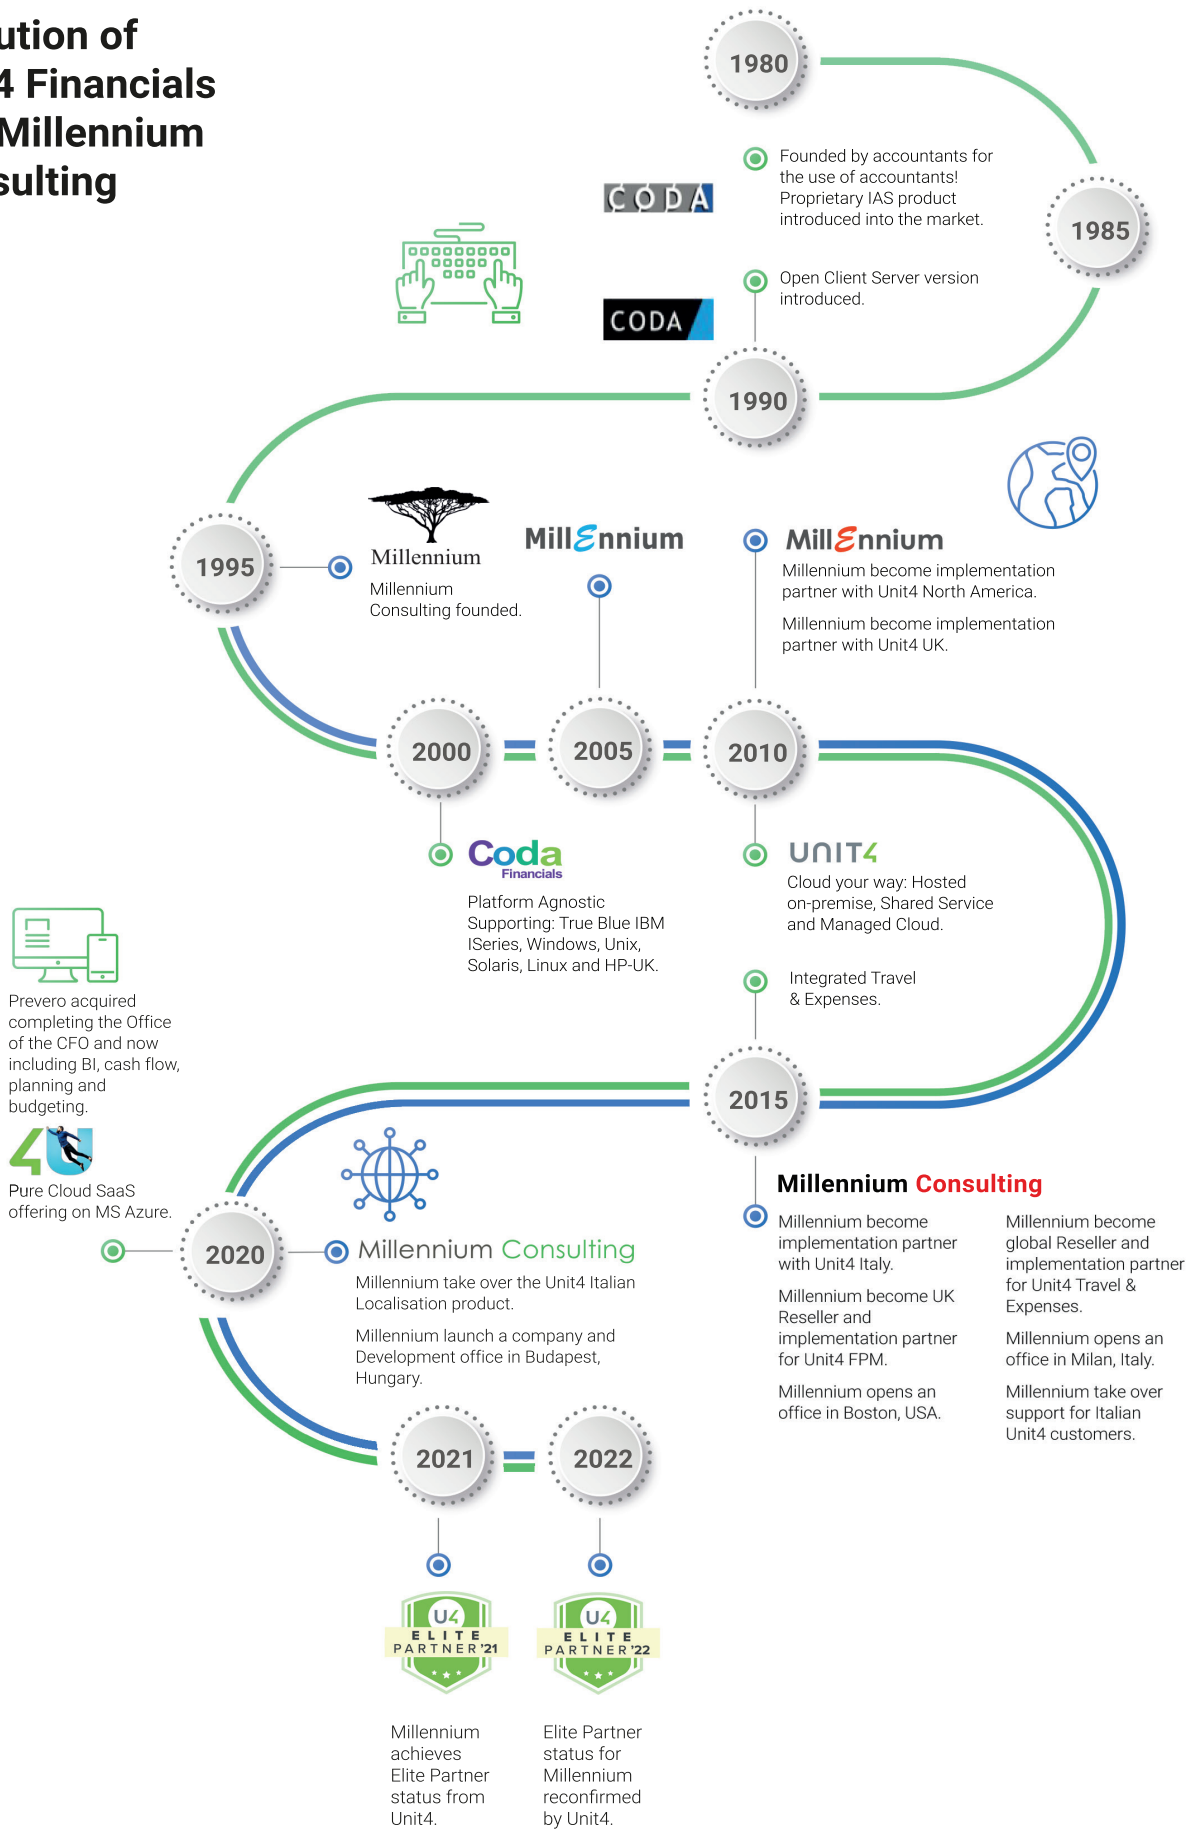 ution of
4 Financials
Millennium
sulting
1980
Founded by accountants for
the use of accountants!
Proprietary IAS product
introduced into the market.
CODA
1985
Open Client Server version
introduced.
CODA
1990
1995
Millennium
Millennium
Consulting founded.
MillEnnium
MillEnnium
Millennium become implementation
partner with Unit4 North America.
Millennium become implementation
partner with Unit4 UK.
2000
2005
2010
Coda
Financials
Platform Agnostic
Supporting: True Blue IBM
ISeries, Windows, Unix,
Solaris, Linux and HP-UK.
UNIT4
Cloud your way: Hosted
on-premise, Shared Service
and Managed Cloud.
Integrated Travel
& Expenses.
2015
Prevero acquired
completing the Office
of the CFO and now
including BI, cash flow,
planning and
budgeting.
4U
Pure Cloud SaaS
offering on MS Azure.
2020
Millennium Consulting
Millennium take over the Unit4 Italian
Localisation product.
Millennium launch a company and
Development office in Budapest,
Hungary.
Millennium Consulting
Millennium become
implementation partner
with Unit4 Italy.
Millennium become UK
Reseller and
implementation partner
for Unit4 FPM.
Millennium opens an
office in Boston, USA.
Millennium become
global Reseller and
implementation partner
for Unit4 Travel &
Expenses.
Millennium opens an
office in Milan, Italy.
Millennium take over
support for Italian
Unit4 customers.
2021
2022
U4
ELITE
PARTNER'21
U4
ELITE
PARTNER'22
Millennium
achieves
Elite Partner
status from
Unit4.
Elite Partner
status for
Millennium
reconfirmed
by Unit4.